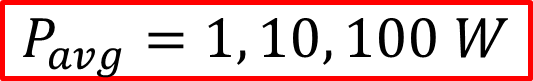 P_avg = 1, 10, 100 W